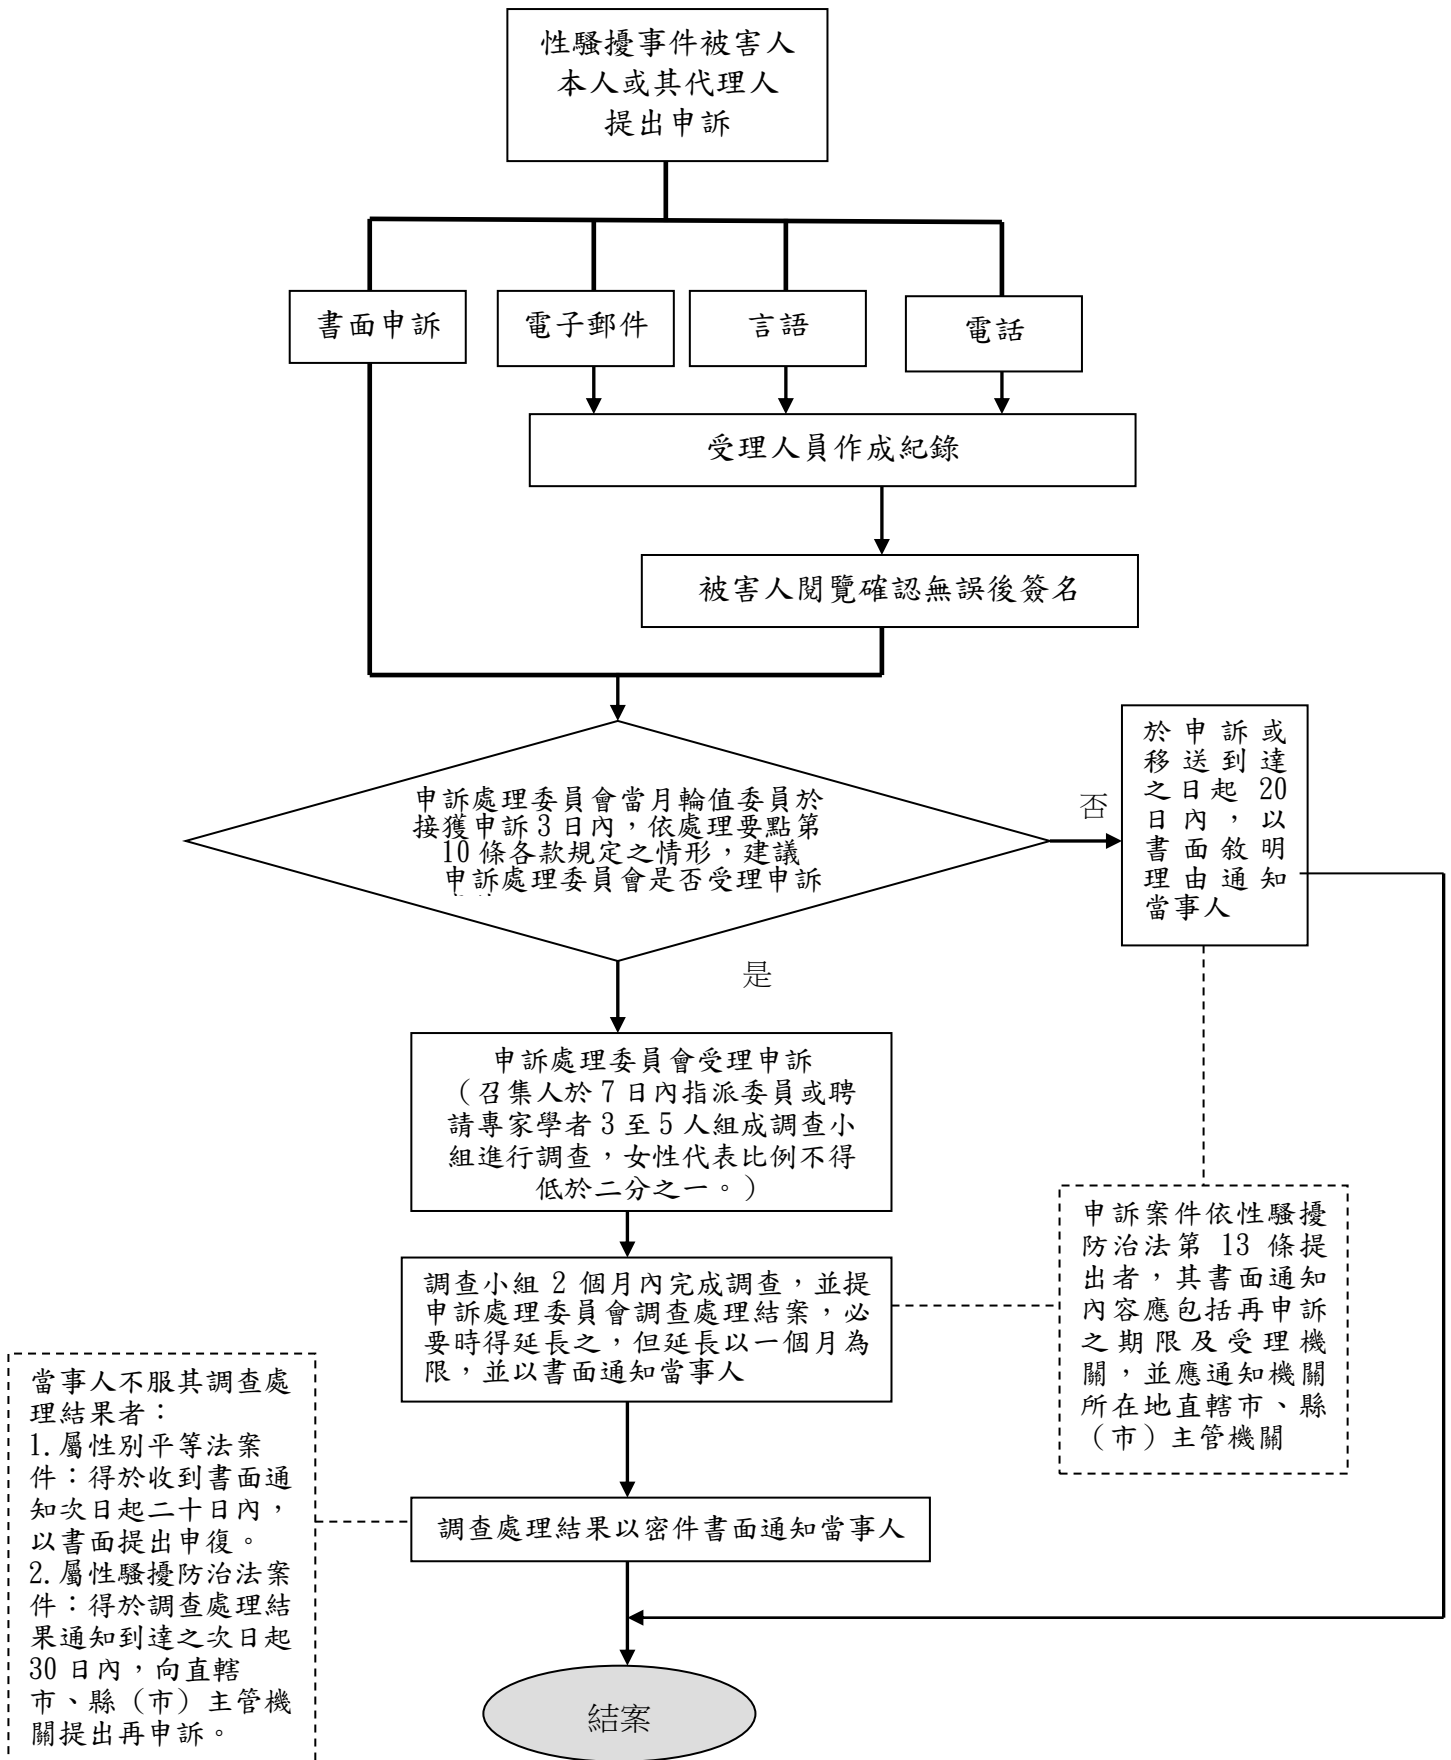 性騷擾事件被害人
本人或其代理人
提出申訴
書面申訴
電子郵件
言語
電話
受理人員作成紀錄
被害人閱覽確認無誤後簽名
申訴處理委員會當月輪值委員於
接獲申訴3日內，依處理要點第
10條各款規定之情形，建議
申訴處理委員會是否受理申訴
否
於申訴或
移送到達
之日起 20
日內，以
書面敘明
理由通知
當事人
是
申訴處理委員會受理申訴
（召集人於7日內指派委員或聘
請專家學者3至5人組成調查小
組進行調查，女性代表比例不得
低於二分之一。）
調查小組 2 個月內完成調查，並提
申訴處理委員會調查處理結案，必
要時得延長之，但延長以一個月為
限，並以書面通知當事人
申訴案件依性騷擾
防治法第 13 條提
出者，其書面通知
內容應包括再申訴
之期限及受理機
關，並應通知機關
所在地直轄市、縣
（市）主管機關
當事人不服其調查處
理結果者：
1.屬性別平等法案
件：得於收到書面通
知次日起二十日內，
以書面提出申復。
2.屬性騷擾防治法案
件：得於調查處理結
果通知到達之次日起
30日內，向直轄
市、縣（市）主管機
關提出再申訴。
調查處理結果以密件書面通知當事人
結案